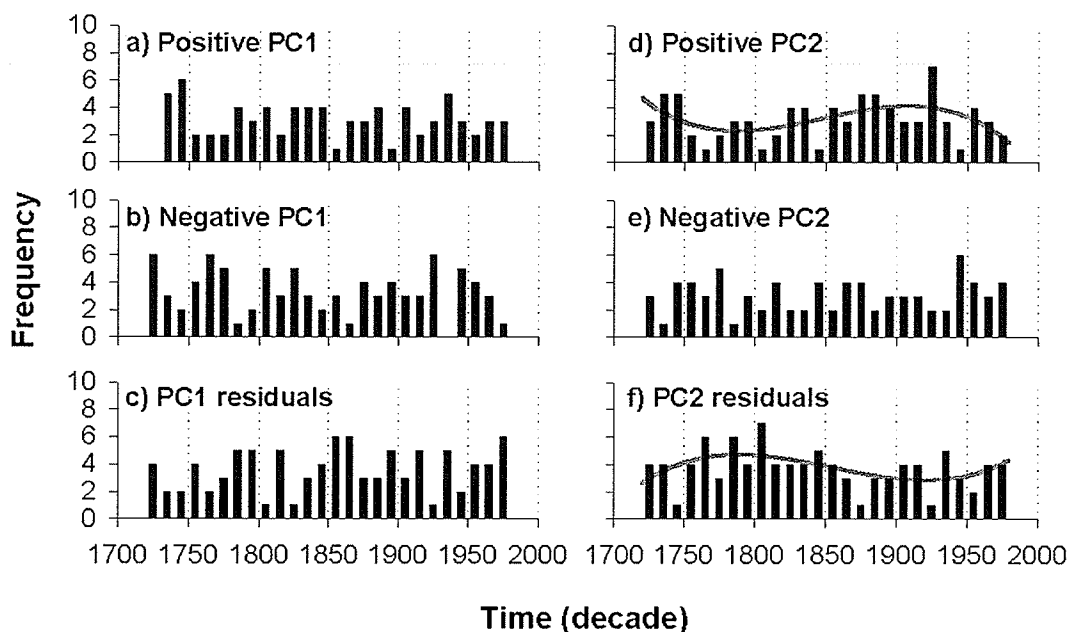 a) Positive PC1
d) Positive PC2
10
8
6
4
2
0
b) Negative PC1
e) Negative PC2
10
8
6
4
2
0
c) PC1 residuals
f) PC2 residuals
10
8
6
4
2
0
Frequency
1700 1750 1800 1850 1900 1950 2000
1700 1750 1800 1850 1900 1950 2000
Time (decade)